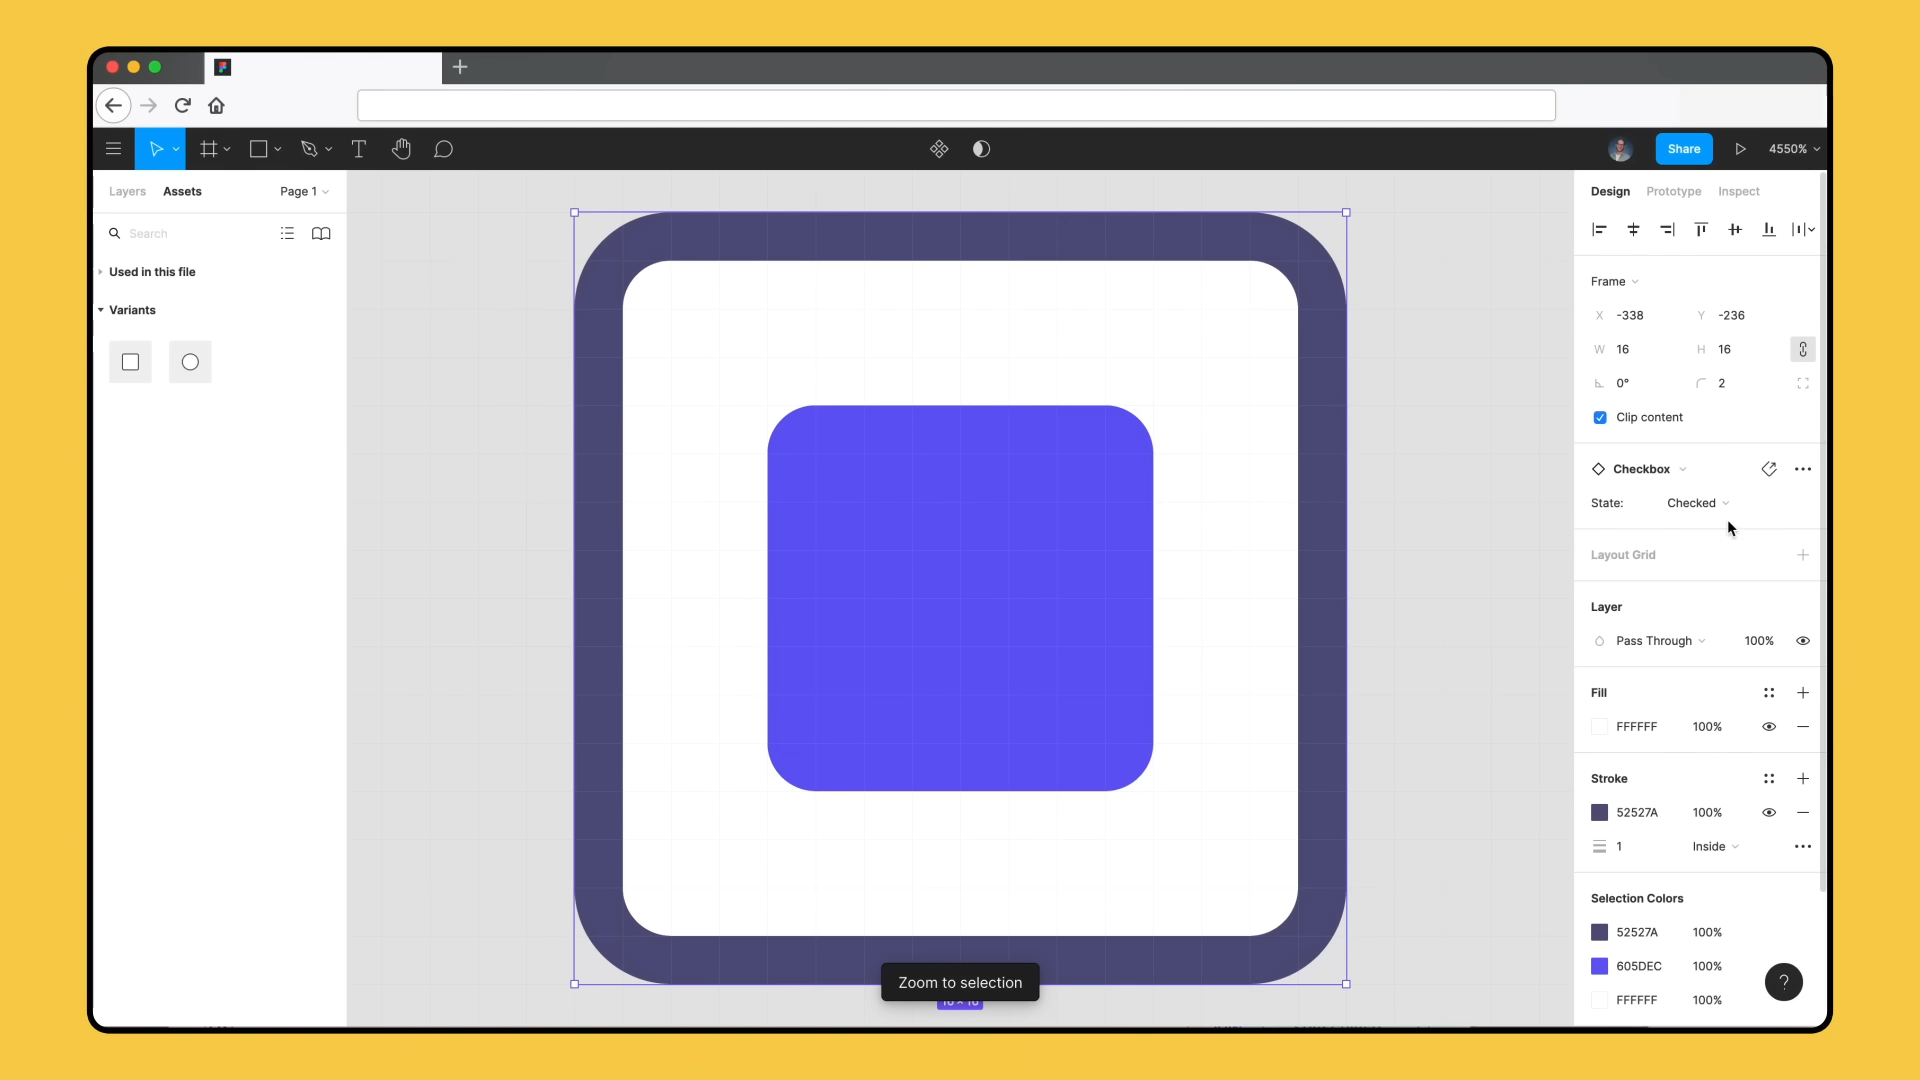 Share
4550%
Layers
Assets
Page 1
Search
Used in this file
Variants
Zoom to selection
16 × 16
Design
Prototype
Inspect
Frame
X -338
Y -236
W 16
H 16
0°
2
Clip content
Checkbox
State:
Checked
Layout Grid
Layer
Pass Through
100%
Fill
FFFFFF 100%
Stroke
52527A 100%
1
Inside
Selection Colors
52527A 100%
605DEC 100%
FFFFFF 100%
?